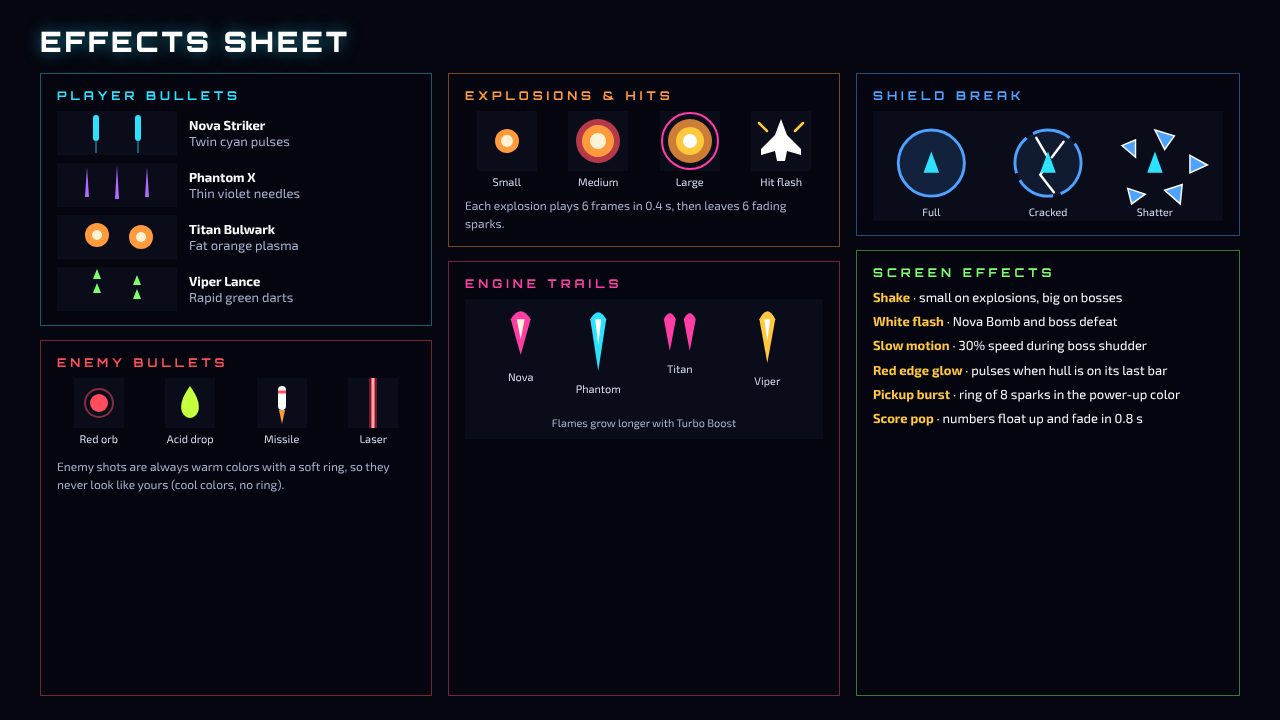 EFFECTS SHEET
PLAYER BULLETS
Nova Striker
Twin cyan pulses
Phantom X
Thin violet needles
Titan Bulwark
Fat orange plasma
Viper Lance
Rapid green darts
ENEMY BULLETS
Red orb
Acid drop
Missile
Laser
Enemy shots are always warm colors with a soft ring, so they
never look like yours (cool colors, no ring).
EXPLOSIONS & HITS
Small
Medium
Large
Hit flash
Each explosion plays 6 frames in 0.4 s, then leaves 6 fading
sparks.
ENGINE TRAILS
Nova
Phantom
Titan
Viper
Flames grow longer with Turbo Boost
SHIELD BREAK
Full
Cracked
Shatter
SCREEN EFFECTS
Shake · small on explosions, big on bosses
White flash · Nova Bomb and boss defeat
Slow motion · 30% speed during boss shudder
Red edge glow · pulses when hull is on its last bar
Pickup burst · ring of 8 sparks in the power-up color
Score pop · numbers float up and fade in 0.8 s